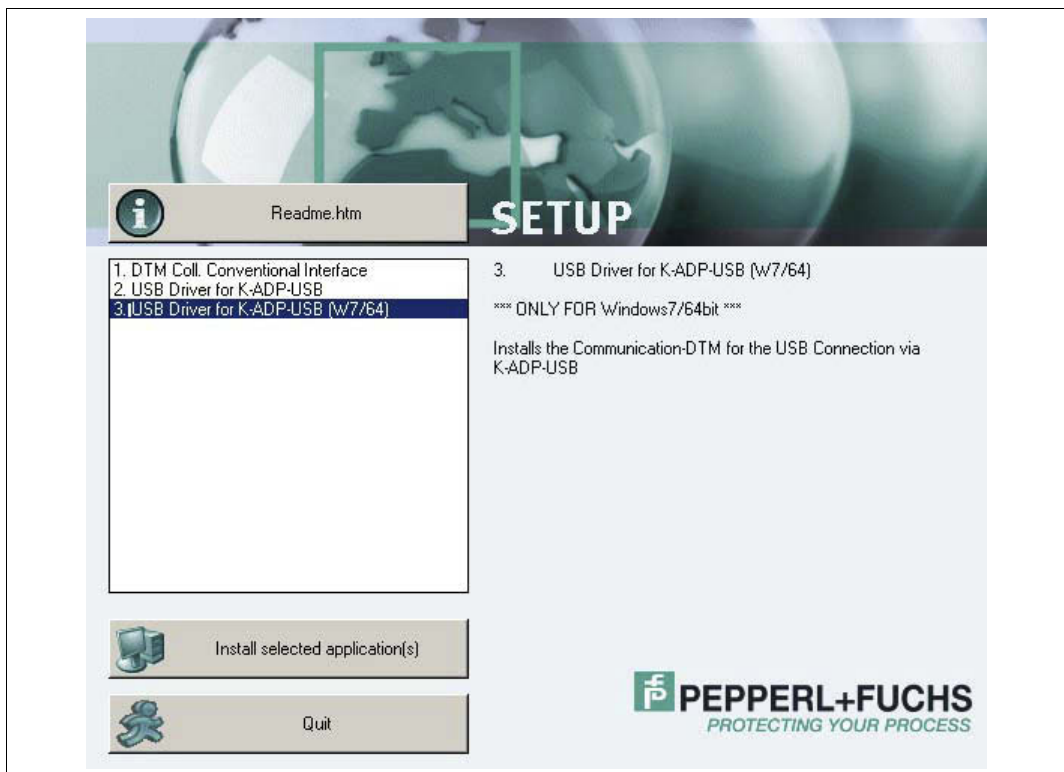 Readme.htm
SETUP
1. DTM Coll. Conventional Interface
2. USB Driver for K-ADP-USB
3. USB Driver for K-ADP-USB (W7/64)
3. USB Driver for K-ADP-USB (W7/64)
*** ONLY FOR Windows7/64bit ***
Installs the Communication-DTM for the USB Connection via
K-ADP-USB
Install selected application(s)
Quit
PEPPERL+FUCHS
PROTECTING YOUR PROCESS